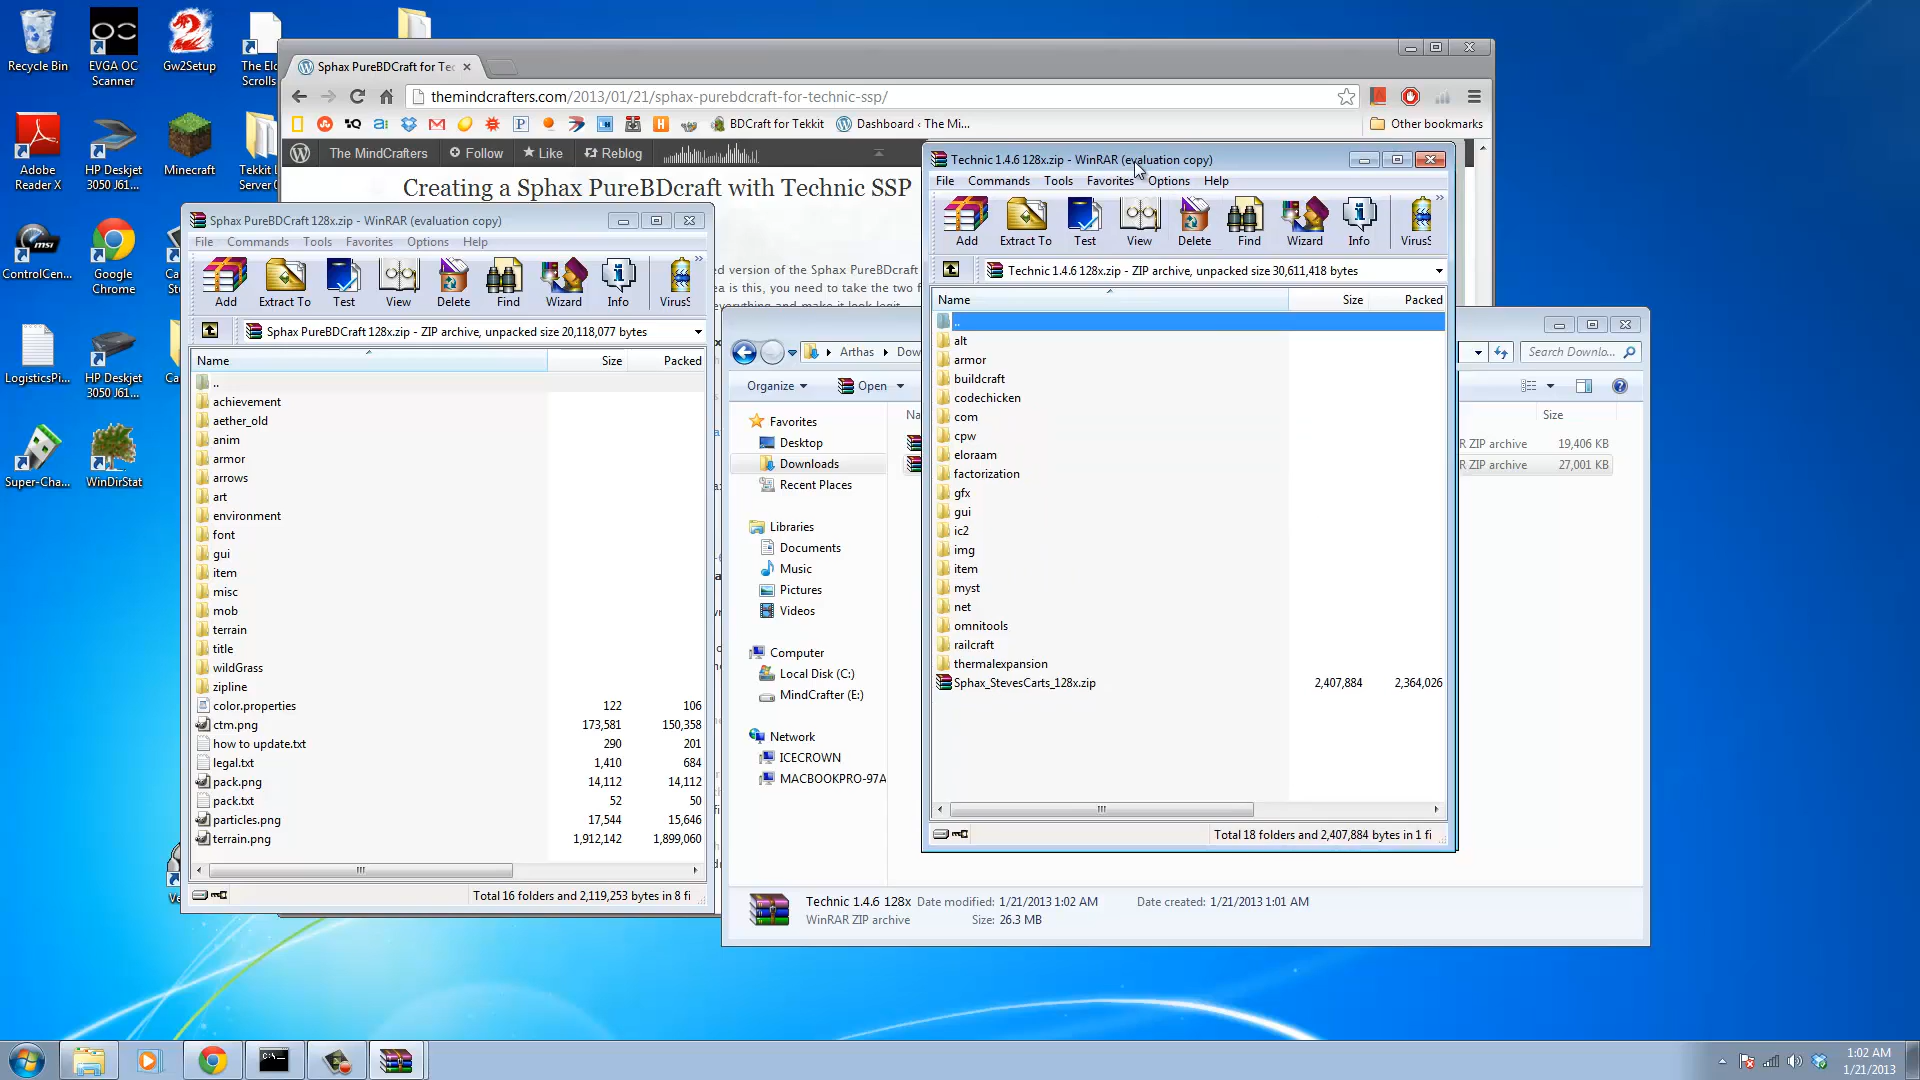 Recycle Bin
EVGA OC Scanner
Gw2Setup
The Eld Scrolls
Adobe Reader X
HP Deskjet 3050 J61...
Minecraft
Tekkit L Server
ControlCen...
Google Chrome
LogisticsPi...
HP Deskjet 3050 J61...
Super-Cha...
WinDirStat
Sphax PureBDCraft for Tec
themindcrafters.com/2013/01/21/sphax-purebdcraft-for-technic-ssp/
BDCraft for Tekkit
Dashboard ‹ The Mi...
Other bookmarks
The MindCrafters
Follow
Like
Reblog
Creating a Sphax PureBDcraft with Technic SSP
ed version of the Sphax PureBDcraft
Sphax PureBDCraft 128x.zip - WinRAR (evaluation copy)
File Commands Tools Favorites Options Help
Add Extract To Test View Delete Find Wizard Info VirusS
Sphax PureBDCraft 128x.zip - ZIP archive, unpacked size 20,118,077 bytes
Name Size Packed
..
achievement
aether_old
anim
armor
arrows
art
environment
font
gui
item
misc
mob
terrain
title
wildGrass
zipline
color.properties 122 106
ctm.png 173,581 150,358
how to update.txt 290 201
legal.txt 1,410 684
pack.png 14,112 14,112
pack.txt 52 50
particles.png 17,544 15,646
terrain.png 1,912,142 1,899,060
Total 16 folders and 2,119,253 bytes in 8 fi
Technic 1.4.6 128x.zip - WinRAR (evaluation copy)
File Commands Tools Favorites Options Help
Add Extract To Test View Delete Find Wizard Info VirusS
Technic 1.4.6 128x.zip - ZIP archive, unpacked size 30,611,418 bytes
Name Size Packed
..
alt
armor
buildcraft
codechicken
com
cpw
eloraam
factorization
gfx
gui
ic2
img
item
myst
net
omnitools
railcraft
thermalexpansion
Sphax_StevesCarts_128x.zip 2,407,884 2,364,026
Total 18 folders and 2,407,884 bytes in 1 fi
Arthas Dow
Search Downlo...
Organize
Open
Na
Size
R ZIP archive 19,406 KB
R ZIP archive 27,001 KB
Favorites
Desktop
Downloads
Recent Places
Libraries
Documents
Music
Pictures
Videos
Computer
Local Disk (C:)
MindCrafter (E:)
Network
ICECROWN
MACBOOKPRO-97A
Technic 1.4.6 128x Date modified: 1/21/2013 1:02 AM Date created: 1/21/2013 1:01 AM
WinRAR ZIP archive Size: 26.3 MB
1:02 AM
1/21/2013